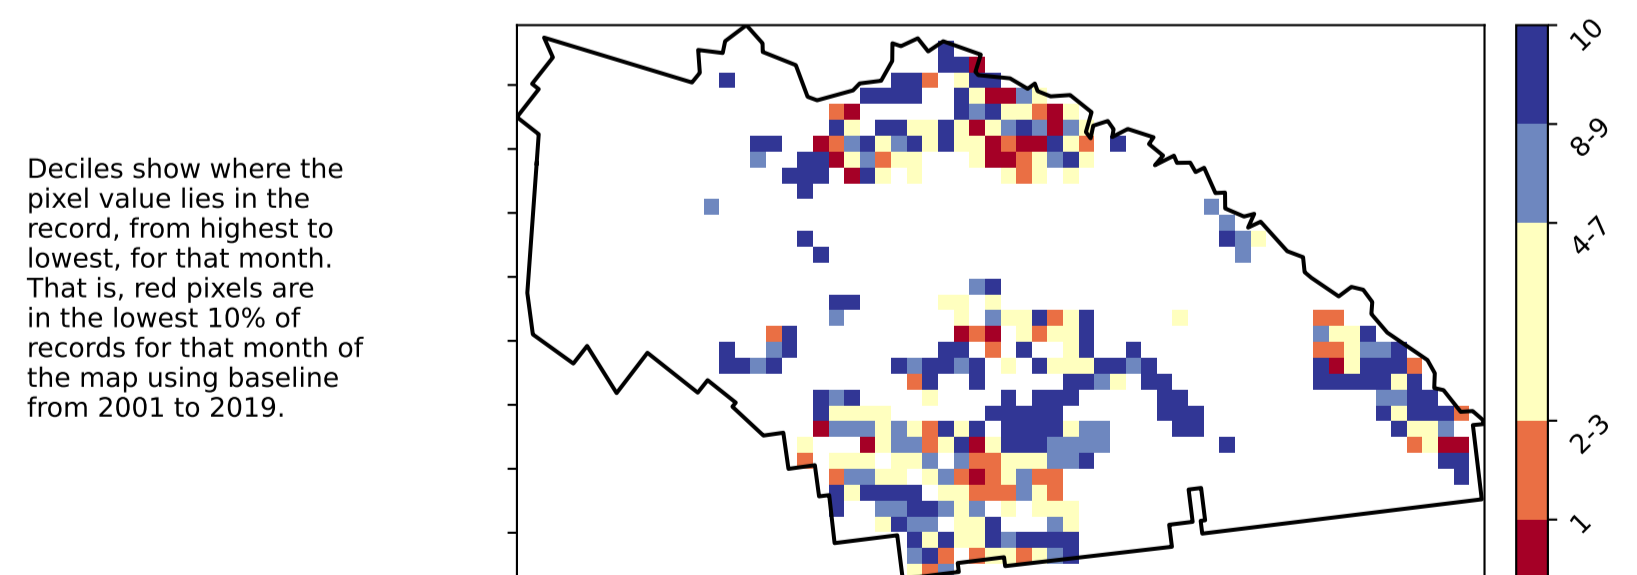 Deciles show where the
pixel value lies in the
record, from highest to
lowest, for that month.
That is, red pixels are
in the lowest 10% of
records for that month of
the map using baseline
from 2001 to 2019.
10
8-9
4-7
2-3
1